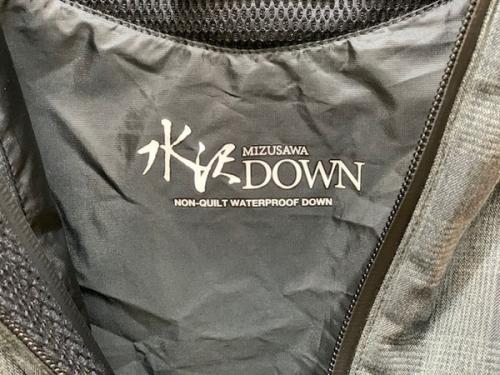 水沢 MIZUSAWA DOWN
NON-QUILT WATERPROOF DOWN